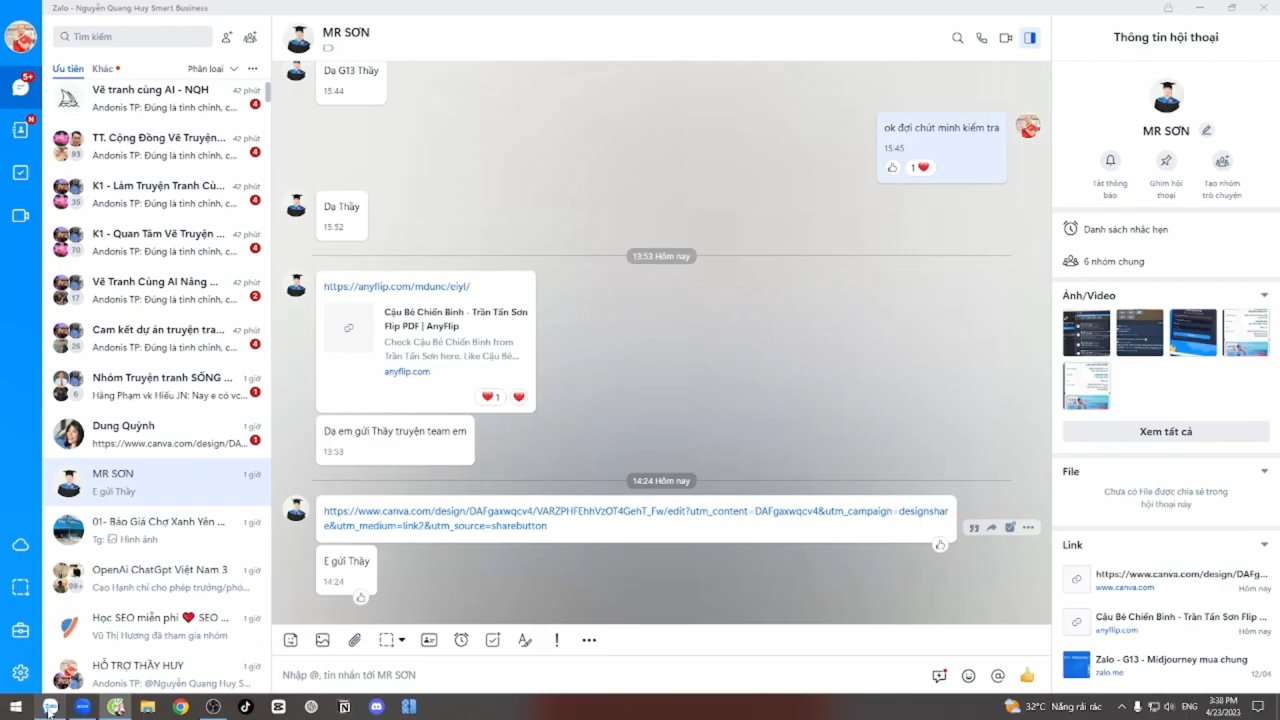 Zalo - Nguyễn Quang Huy Smart Business
5+
N
Tìm kiếm
Ưu tiên
Khác
Phân loại
Vẽ tranh cùng AI - NQH
42 phút
Andonis TP: Đúng là tinh chỉnh, c...
4
TT. Cộng Đồng Vẽ Truyện...
42 phút
93
Andonis TP: Đúng là tinh chỉnh, c...
4
K1 - Làm Truyện Tranh Cù...
42 phút
35
Andonis TP: Đúng là tinh chỉnh, c...
4
K1 - Quan Tâm Vẽ Truyện ...
42 phút
70
Andonis TP: Đúng là tinh chỉnh, c...
4
Vẽ Tranh Cùng AI Nâng ...
42 phút
17
Andonis TP: Đúng là tinh chỉnh, c...
2
Cam kết dự án truyện tra...
42 phút
26
Andonis TP: Đúng là tinh chỉnh, c...
4
Nhóm Truyện tranh SỐNG ...
1 giờ
6
Hằng Phạm vk Hiếu JN: Nay e có vc...
1
Dung Quỳnh
1 giờ
https://www.canva.com/design/DA...
1
MR SƠN
1 giờ
E gửi Thầy
01- Báo Giá Chợ Xanh Yên ...
1 giờ
Tg: Hình ảnh
OpenAi ChatGpt Việt Nam 3
1 giờ
99+
Cao Hạnh chỉ cho phép trưởng/phó...
Học SEO miễn phí ❤️ SEO ...
1 giờ
Vũ Thị Hương đã tham gia nhóm
HỖ TRỢ THẦY HUY
1 giờ
Andonis TP: @Nguyễn Quang Huy S...
MR SƠN
Dạ G13 Thầy
15:44
ok đợi chút mình kiểm tra
15:45
1 ❤️
Dạ Thầy
15:52
13:53 Hôm nay
https://anyflip.com/mdunc/eiyl/
Cậu Bé Chiến Binh - Trần Tấn Sơn
Flip PDF | AnyFlip
Check Cậu Bé Chiến Binh from
Trần Tấn Sơn here. Like Cậu Bé...
anyflip.com
❤️ 1 ❤️
Dạ em gửi Thầy truyện team em
13:53
14:24 Hôm nay
https://www.canva.com/design/DAFgaxwqcv4/VARZPHFEhhVzOT4GehT_Fw/edit?utm_content=DAFgaxwqcv4&utm_campaign=designshar
e&utm_medium=link2&utm_source=sharebutton
E gửi Thầy
14:24
Nhập @, tin nhắn tới MR SƠN
Thông tin hội thoại
MR SƠN
Tắt thông
báo
Ghim hội
thoại
Tạo nhóm
trò chuyện
Danh sách nhắc hẹn
6 nhóm chung
Ảnh/Video
Xem tất cả
File
Chưa có File được chia sẻ trong
hội thoại này
Link
https://www.canva.com/design/DAFg...
www.canva.com
Hôm nay
Cậu Bé Chiến Binh - Trần Tấn Sơn ...
anyflip.com
Hôm nay
Zalo - G13 - Midjourney mua chung
zalo.me
12/04
32°C Nắng rải rác
ENG
3:38 PM
4/23/2023